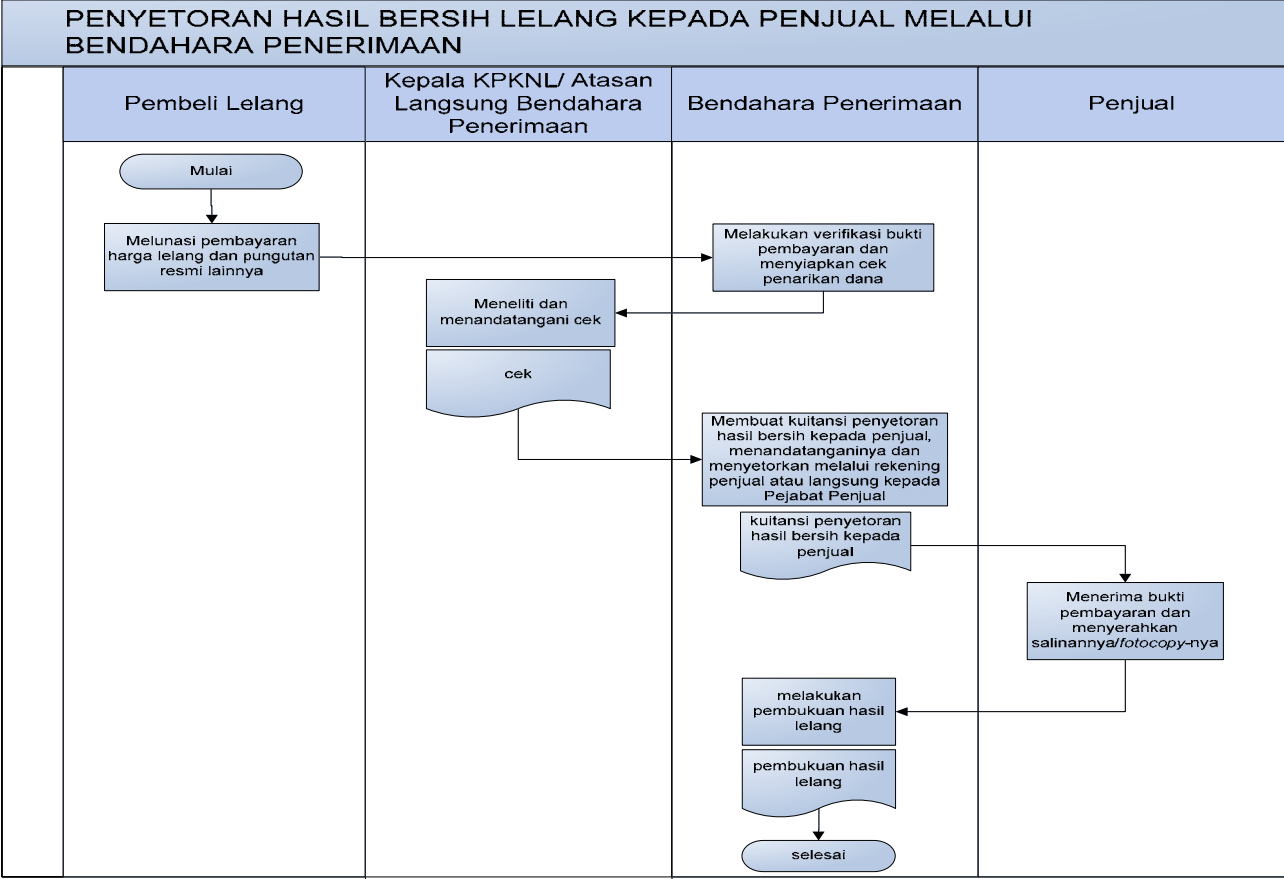 PENYETORAN HASIL BERSIH LELANG KEPADA PENJUAL MELALUI
BENDAHARA PENERIMAAN
Pembeli Lelang
Kepala KPKNL/ Atasan
Langsung Bendahara
Penerimaan
Bendahara Penerimaan
Penjual
Mulai
Melunasi pembayaran
harga lelang dan pungutan
resmi lainnya
Melakukan verifikasi bukti
pembayaran dan
menyiapkan cek
penarikan dana
Meneliti dan
menandatangani cek
cek
Membuat kuitansi penyetoran
hasil bersih kepada penjual,
menandatanganinya dan
menyetorkan melalui rekening
penjual atau langsung kepada
Pejabat Penjual
kuitansi penyetoran
hasil bersih kepada
penjual
Menerima bukti
pembayaran dan
menyerahkan
salinannya/fotocopy-nya
melakukan
pembukuan hasil
lelang
pembukuan hasil
lelang
selesai